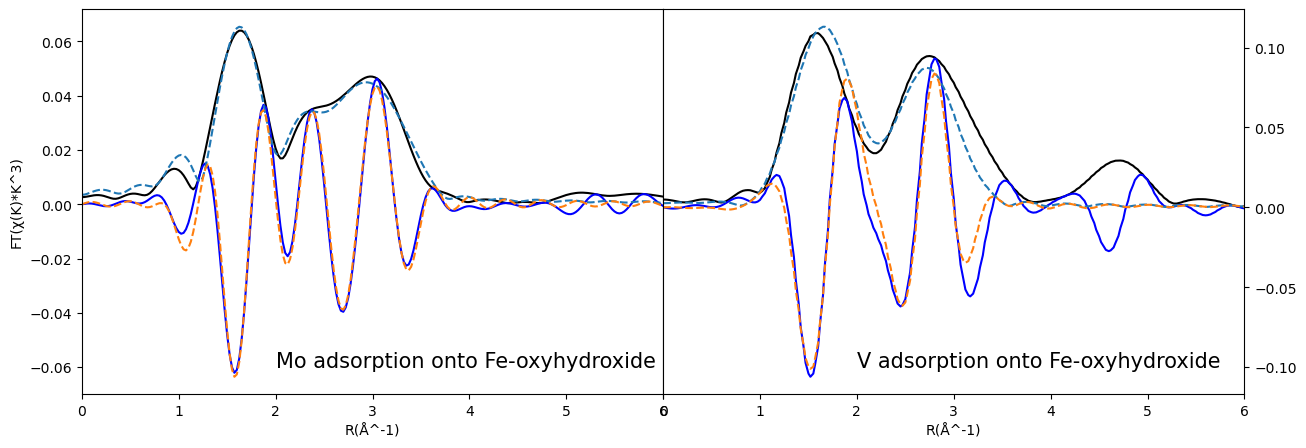 FT(χ(K)*K^3)
0.06
0.04
0.02
0.00
−0.02
−0.04
−0.06
0.10
0.05
0.00
−0.05
−0.10
Mo adsorption onto Fe-oxyhydroxide
V adsorption onto Fe-oxyhydroxide
0 1 2 3 4 5 6
0 1 2 3 4 5 6
R(Å^-1)
R(Å^-1)